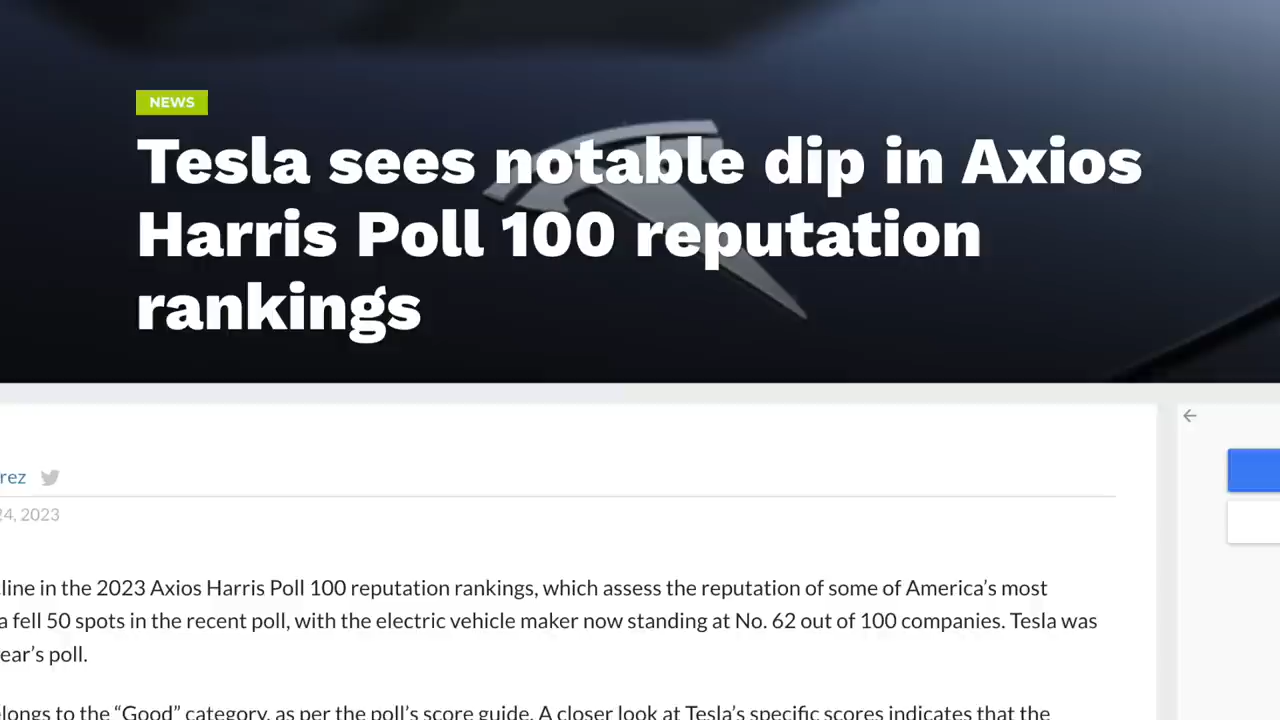 NEWS
Tesla sees notable dip in Axios
Harris Poll 100 reputation
rankings
rez
24, 2023
line in the 2023 Axios Harris Poll 100 reputation rankings, which assess the reputation of some of America’s most
a fell 50 spots in the recent poll, with the electric vehicle maker now standing at No. 62 out of 100 companies. Tesla was
ear’s poll.
elongs to the “Good” category, as per the poll’s score guide. A closer look at Tesla’s specific scores indicates that the